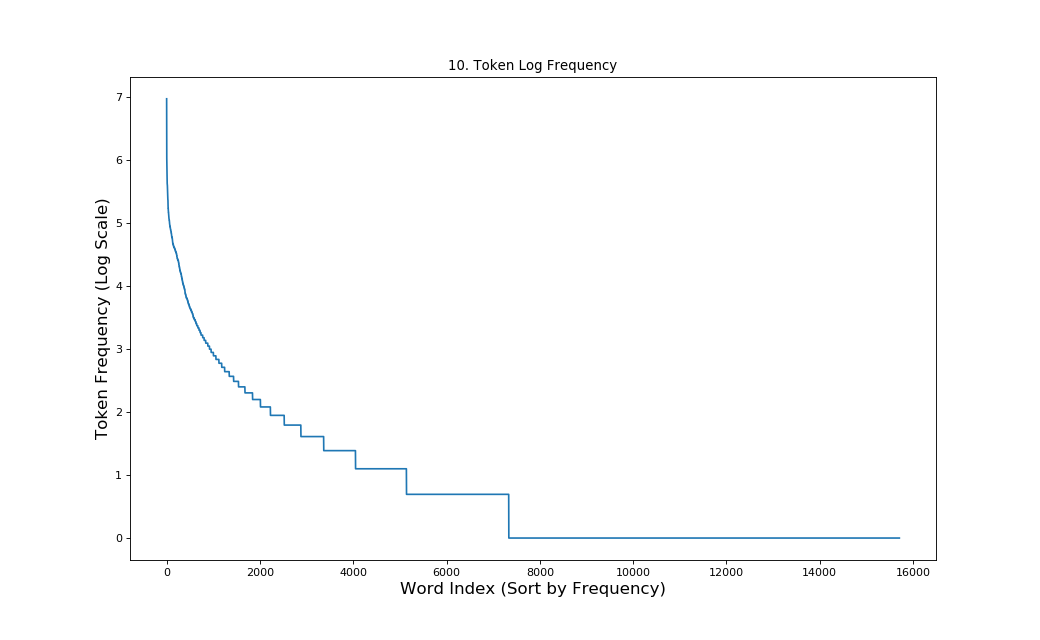 10. Token Log Frequency
7
6
5
4
3
2
1
0
Token Frequency (Log Scale)
0 2000 4000 6000 8000 10000 12000 14000 16000
Word Index (Sort by Frequency)